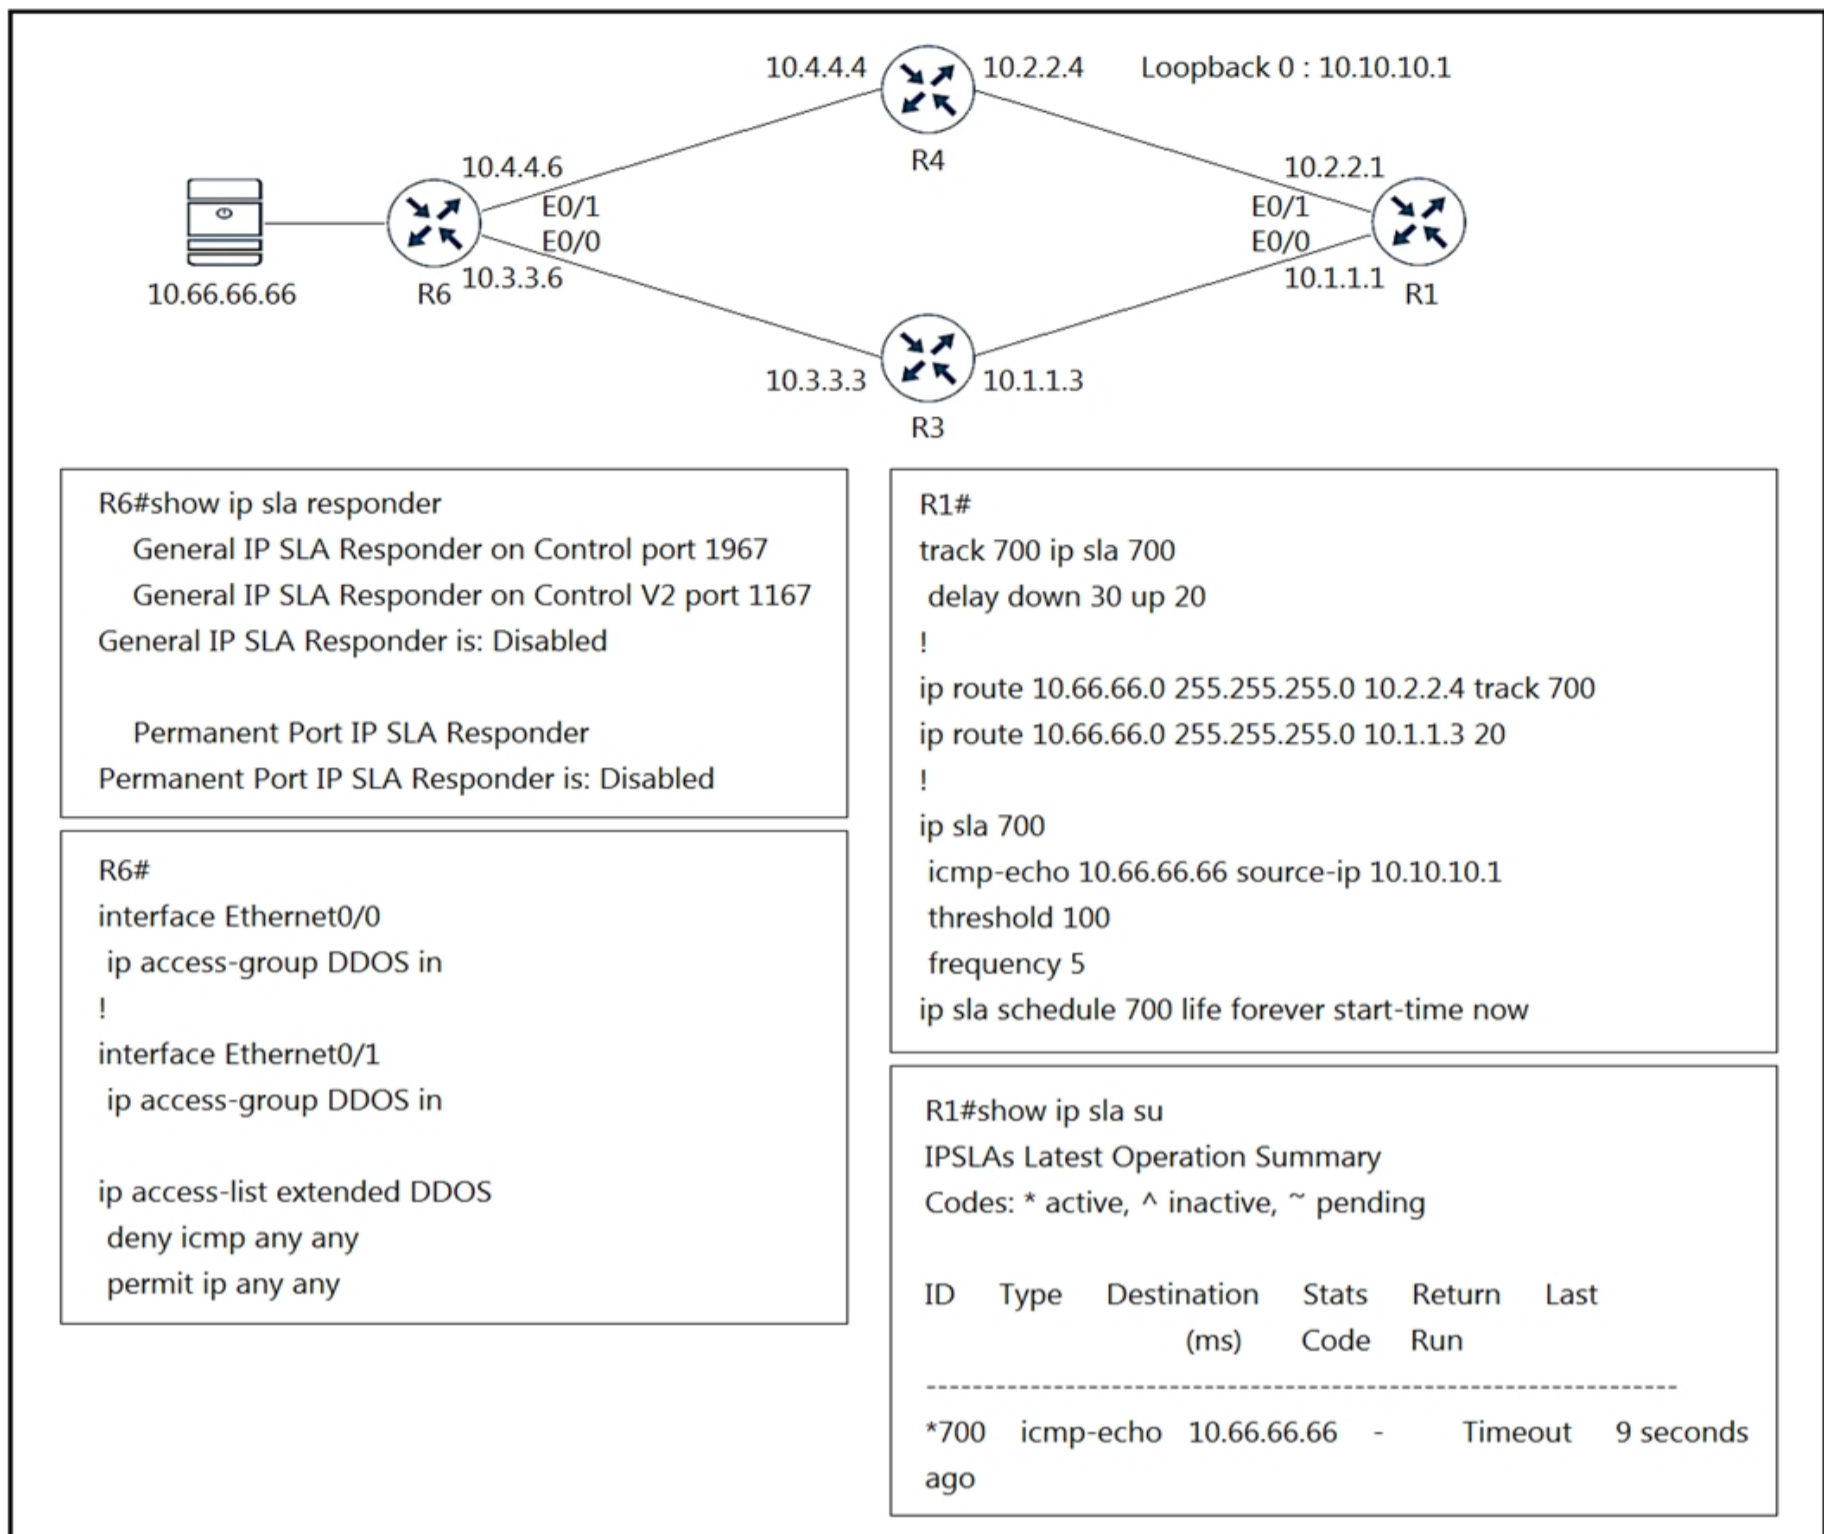 10.4.4.4
10.2.2.4
Loopback 0 : 10.10.10.1
R4
10.4.4.6
10.2.2.1
E0/1
E0/1
E0/0
E0/0
10.66.66.66
R6
10.3.3.6
10.1.1.1
R1
10.3.3.3
10.1.1.3
R3
R6#show ip sla responder
General IP SLA Responder on Control port 1967
General IP SLA Responder on Control V2 port 1167
General IP SLA Responder is: Disabled
Permanent Port IP SLA Responder
Permanent Port IP SLA Responder is: Disabled
R6#
interface Ethernet0/0
ip access-group DDOS in
!
interface Ethernet0/1
ip access-group DDOS in
ip access-list extended DDOS
deny icmp any any
permit ip any any
R1#
track 700 ip sla 700
delay down 30 up 20
!
ip route 10.66.66.0 255.255.255.0 10.2.2.4 track 700
ip route 10.66.66.0 255.255.255.0 10.1.1.3 20
!
ip sla 700
icmp-echo 10.66.66.66 source-ip 10.10.10.1
threshold 100
frequency 5
ip sla schedule 700 life forever start-time now
R1#show ip sla su
IPSLAs Latest Operation Summary
Codes: * active, ^ inactive, ~ pending
ID Type Destination Stats Return Last
(ms) Code Run
-----------------------------------------------------------------
*700 icmp-echo 10.66.66.66 - Timeout 9 seconds
ago